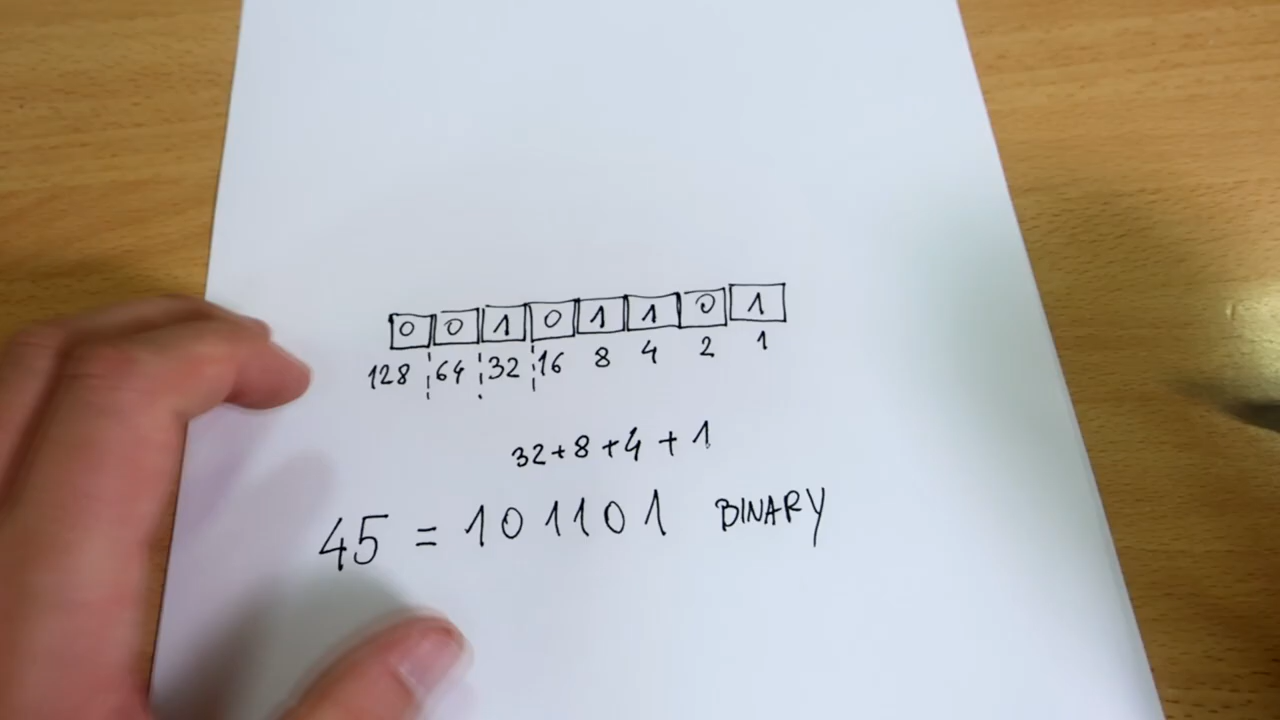 0 0 1 0 1 1 0 1
128 64 32 16 8 4 2 1
32+8+4+1
45 = 101101 BINARY